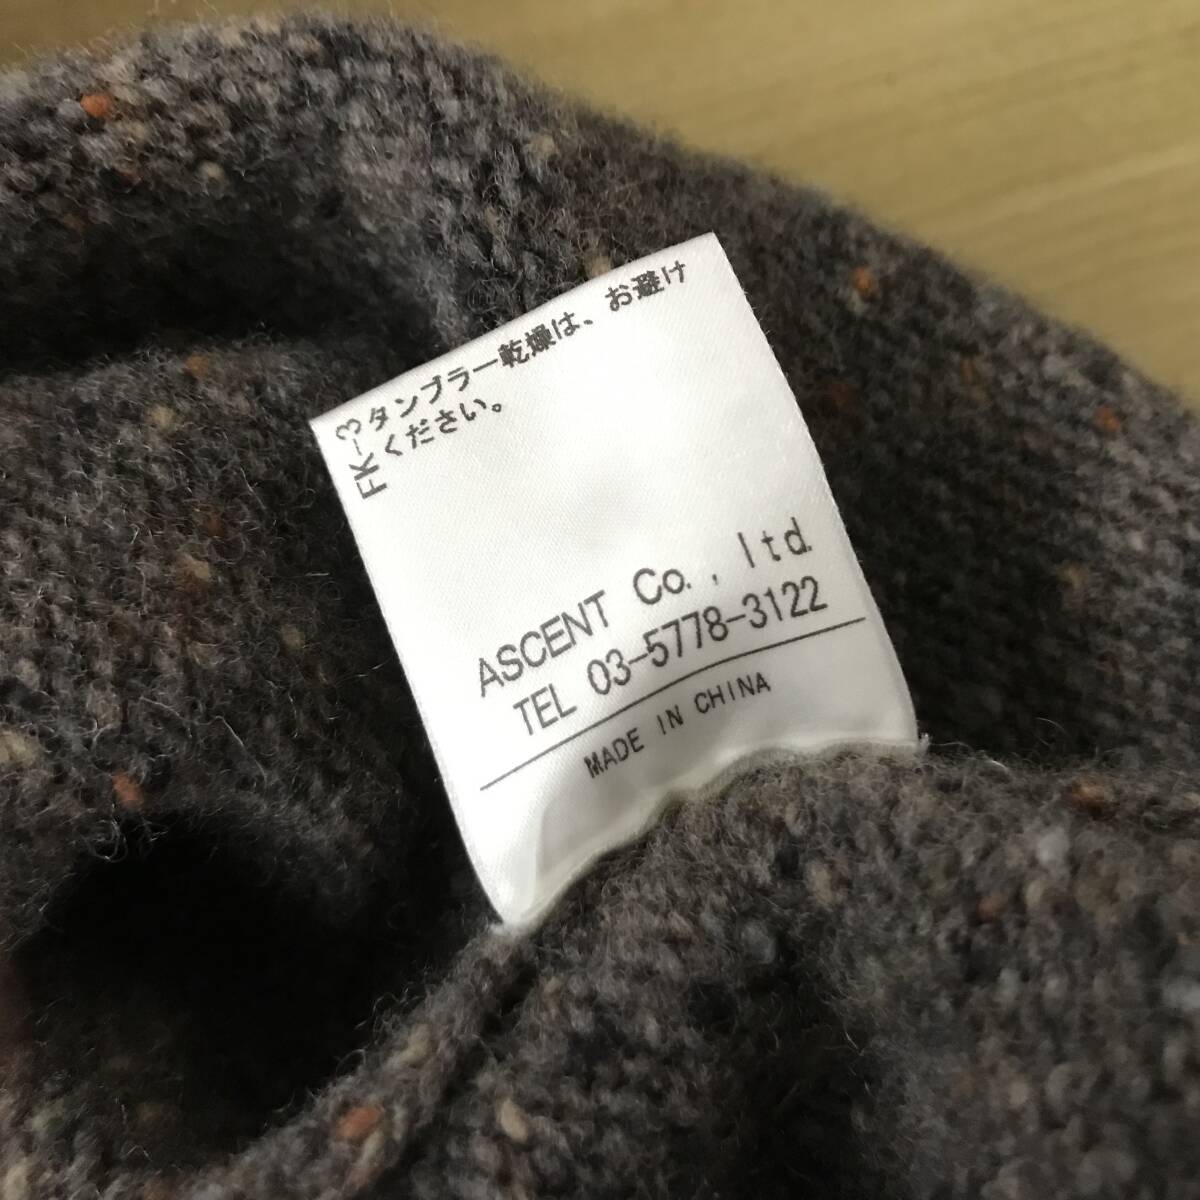 FK-3タンブラー乾燥は、お避け
ください。
ASCENT Co., ltd.
TEL 03-5778-3122
MADE IN CHINA